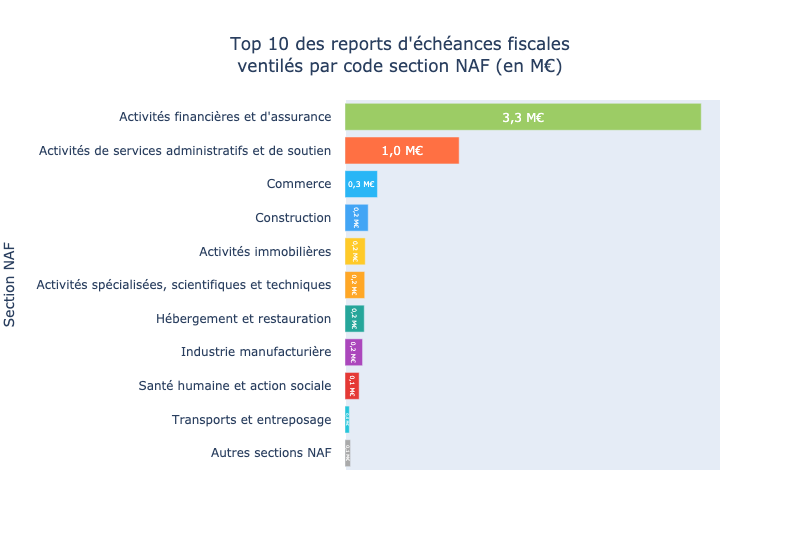 Top 10 des reports d'échéances fiscales
ventilés par code section NAF (en M€)
Section NAF
Activités financières et d'assurance
3,3 M€
Activités de services administratifs et de soutien
1,0 M€
Commerce
0,3 M€
Construction
0,2 M€
Activités immobilières
0,2 M€
Activités spécialisées, scientifiques et techniques
0,2 M€
Hébergement et restauration
0,2 M€
Industrie manufacturière
0,2 M€
Santé humaine et action sociale
0,1 M€
Transports et entreposage
Autres sections NAF